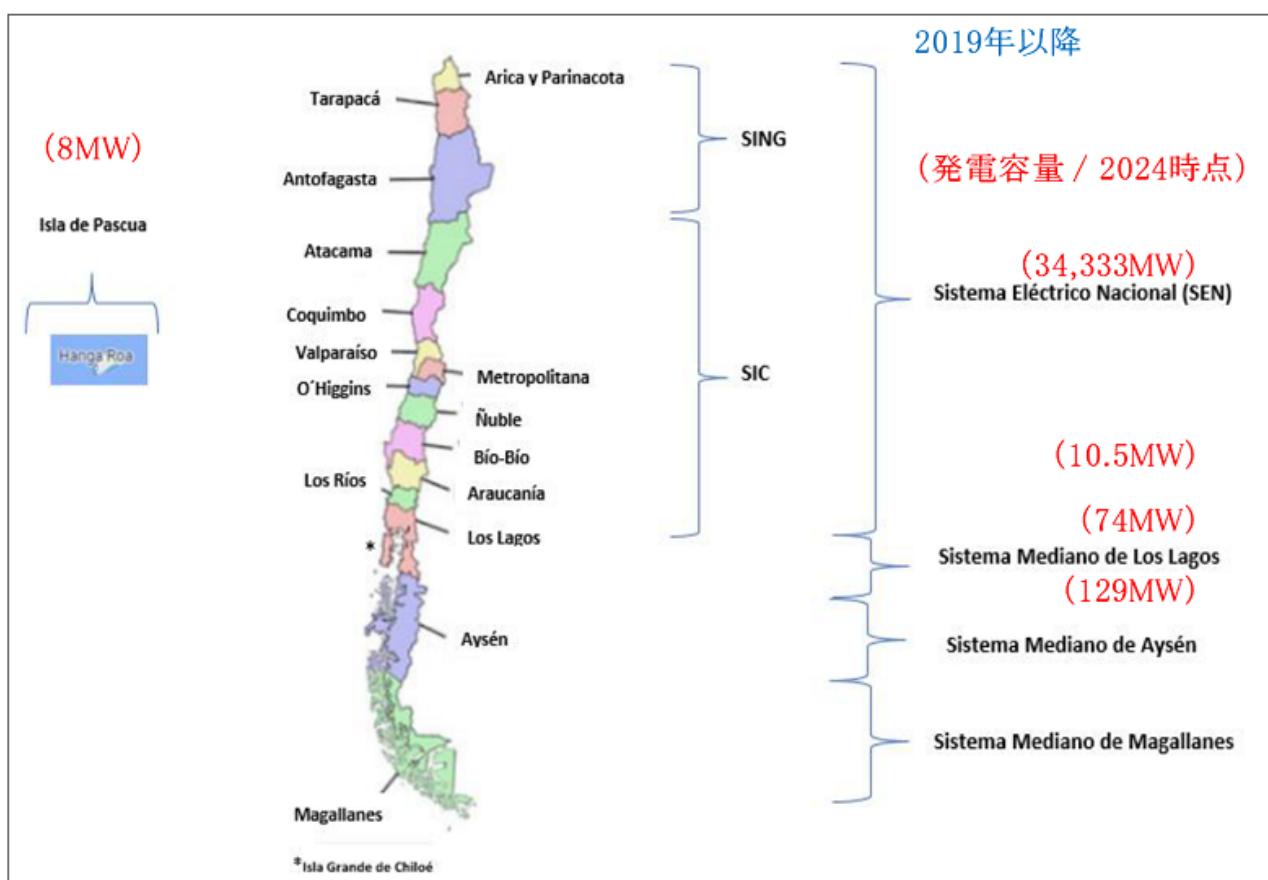 2019年以降
Arica y Parinacota
Tarapacá
(8MW)
SING
(発電容量 / 2024時点)
Antofagasta
Isla de Pascua
Atacama
(34,333MW)
Sistema Eléctrico Nacional (SEN)
Coquimbo
Hanga Roa
Valparaíso
Metropolitana
SIC
O´Higgins
Ñuble
Bío-Bío
(10.5MW)
Los Ríos
Araucanía
(74MW)
Los Lagos
*
Sistema Mediano de Los Lagos
(129MW)
Aysén
Sistema Mediano de Aysén
Sistema Mediano de Magallanes
Magallanes
*Isla Grande de Chiloé